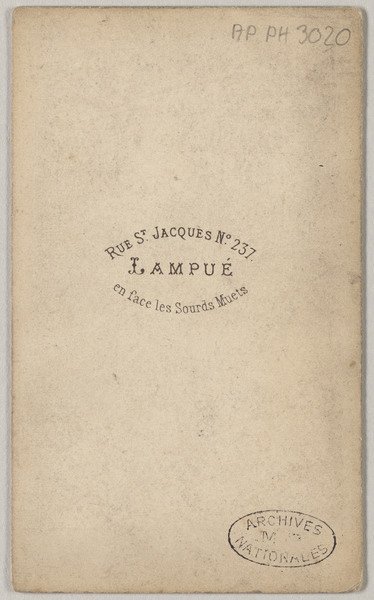 AP PH 3020
RUE ST. JACQUES No. 237.
LAMPUÉ
en face les Sourds Muets
ARCHIVES
NATIONALES